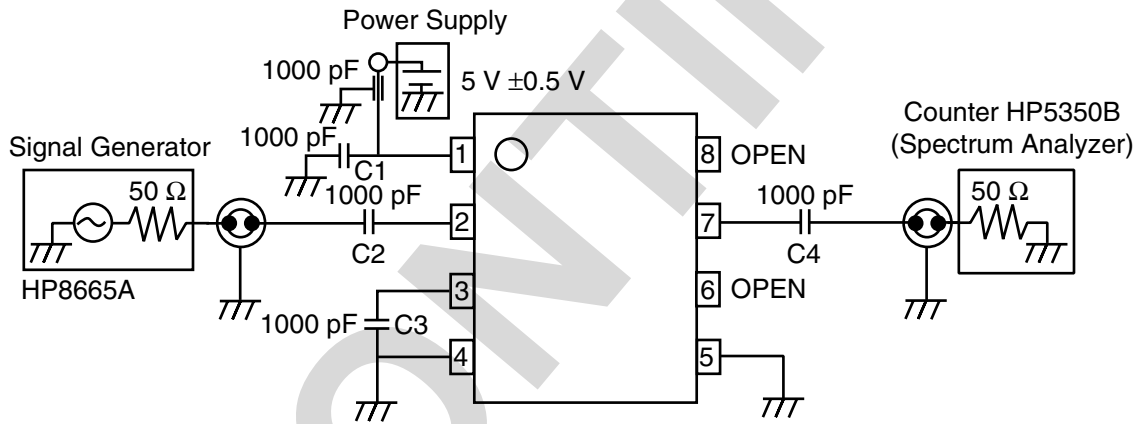 Power Supply
1000 pF
5 V ±0.5 V
1000 pF
C1
Signal Generator
50 Ω
HP8665A
1000 pF
C2
1000 pF
C3
1
2
3
4
8
7
6
5
OPEN
1000 pF
C4
OPEN
Counter HP5350B
(Spectrum Analyzer)
50 Ω
ONTII